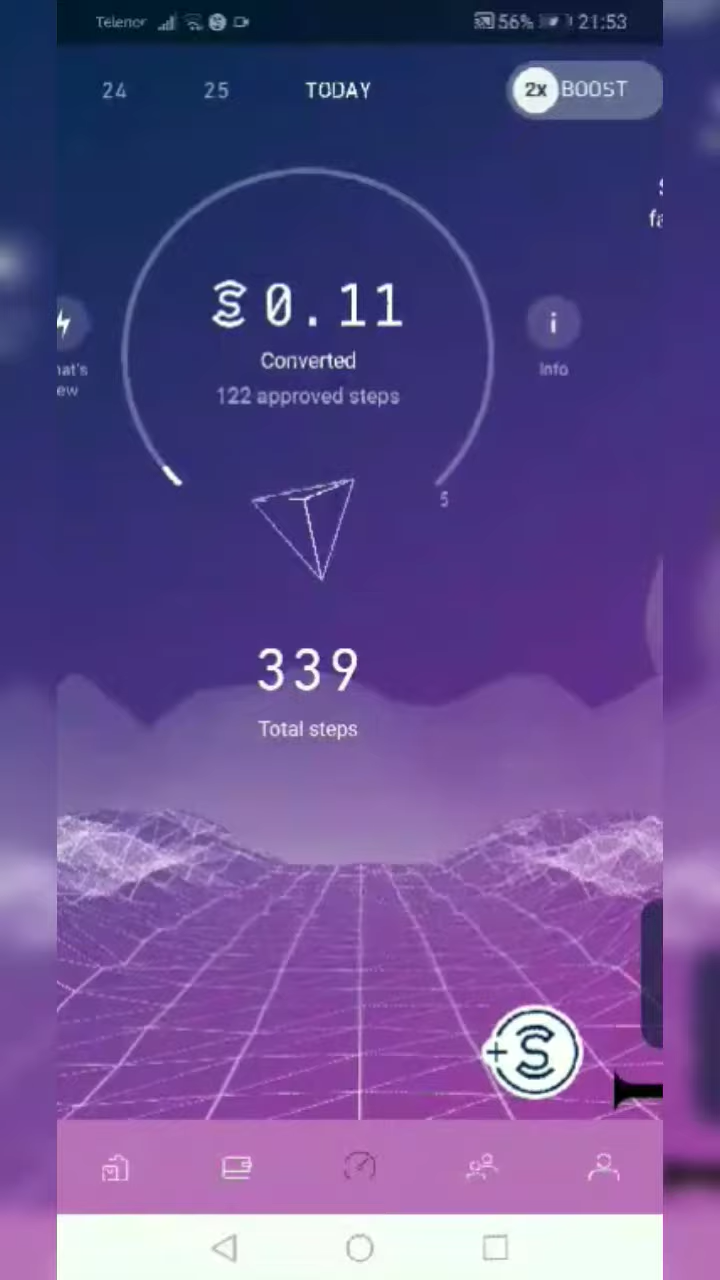 Telenor 56% 21:53
24 25 TODAY 2x BOOST
0.11
Converted
122 approved steps
Info
5
339
Total steps